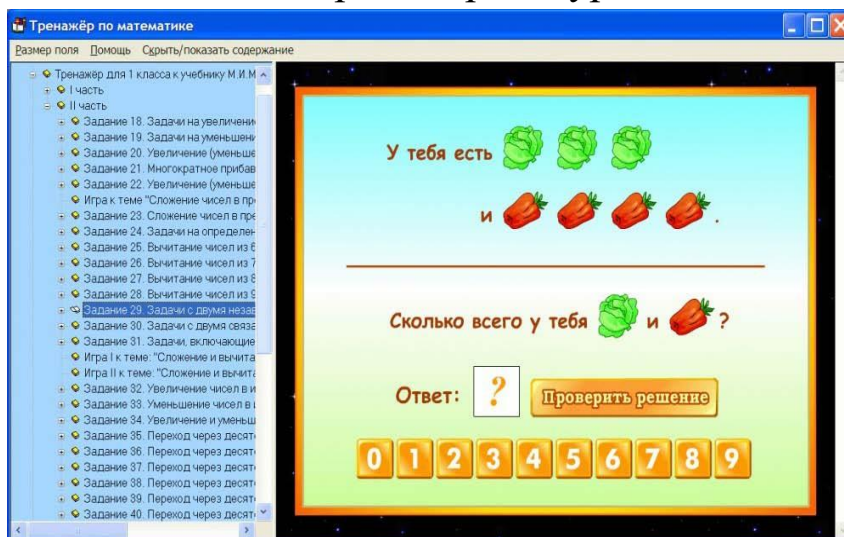 Тренажёр по математике
Размер поля Помощь Скрыть/показать содержание
Тренажер для 1 класса к учебнику М.И.М
I часть
II часть
Задание 18. Задачи на увеличени
Задание 19. Задачи на уменьшени
Задание 20. Увеличение (уменьше
Задание 21. Многократное прибав
Задание 22. Увеличение (уменьше
Игра к теме "Сложение чисел в пр
Задание 23. Сложение чисел в пре
Задание 24. Задачи на определен
Задание 25. Вычитание чисел из 6
Задание 26. Вычитание чисел из 7
Задание 27. Вычитание чисел из 8
Задание 28. Вычитание чисел из 9
Задание 29. Задачи с двумя незав
Задание 30. Задачи с двумя связа
Задание 31. Задачи, включающие
Игра I к теме: "Сложение и вычита
Игра II к теме: "Сложение и вычита
Задание 32. Увеличение чисел в и
Задание 33. Уменьшение чисел в
Задание 34. Увеличение и уменьш
Задание 35. Переход через десят
Задание 36. Переход через десят
Задание 37. Переход через десят
Задание 38. Переход через десят
Задание 39. Переход через десят
Задание 40. Переход через десят
У тебя есть
и .
Сколько всего у тебя и ?
Ответ: ? Проверить решение
0 1 2 3 4 5 6 7 8 9